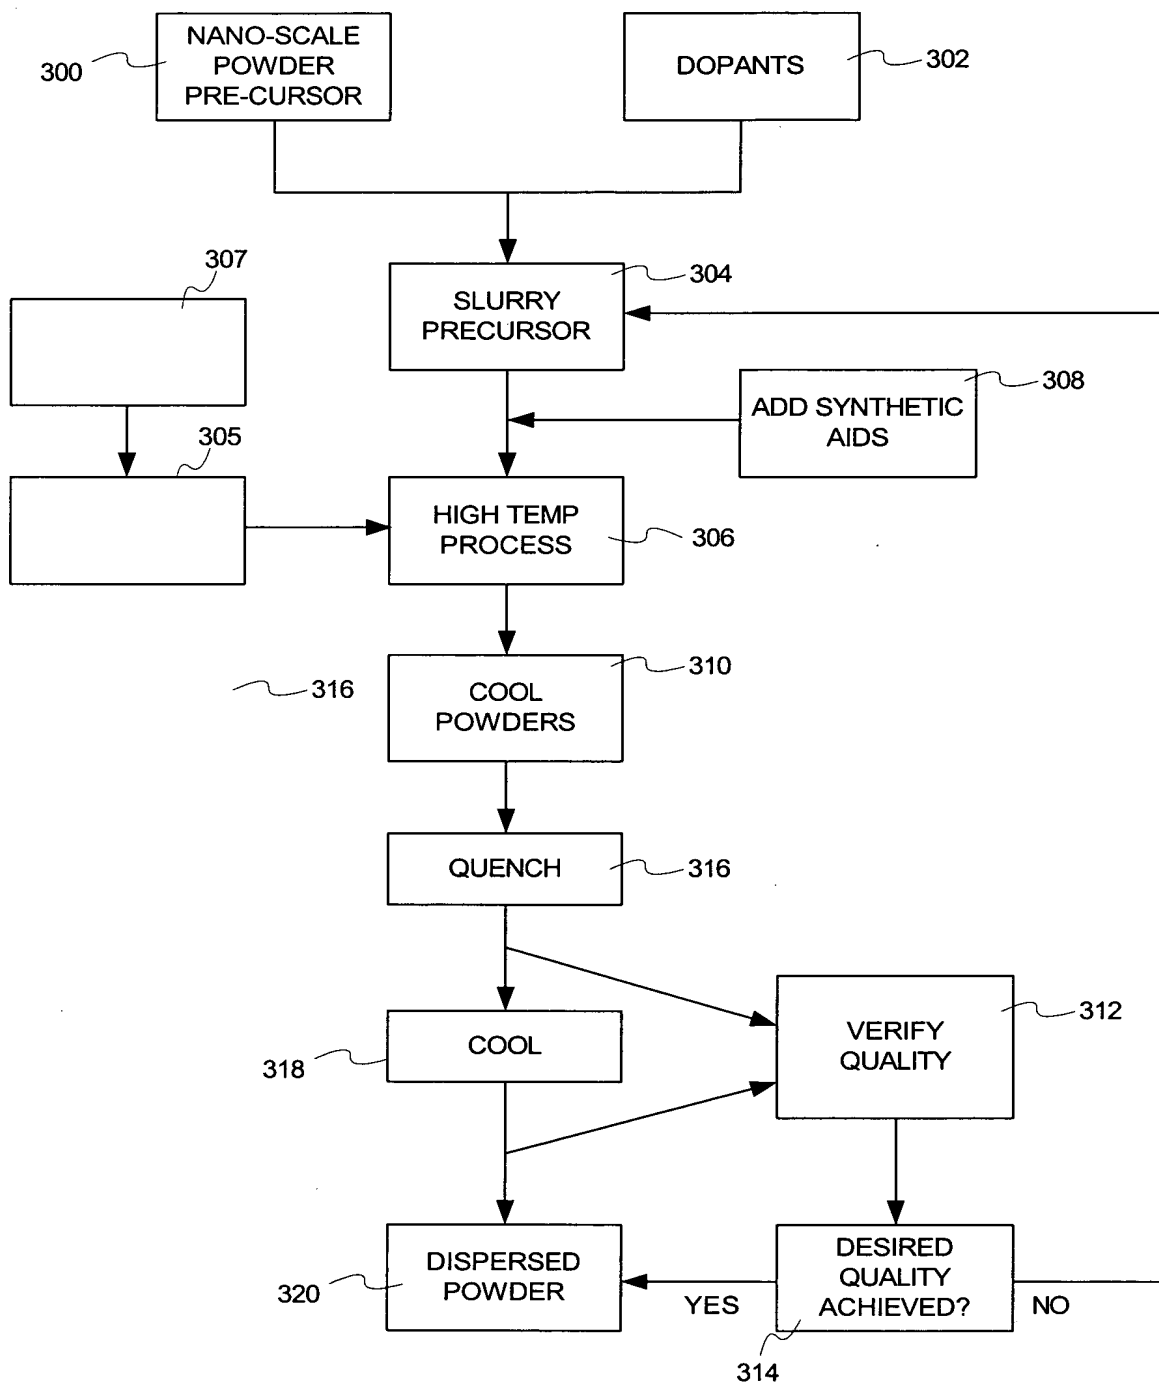 NANO-SCALE
POWDER
PRE-CURSOR
300
DOPANTS
302
307
304
SLURRY
PRECURSOR
308
ADD SYNTHETIC
AIDS
305
HIGH TEMP
PROCESS
306
310
316
COOL
POWDERS
QUENCH
316
312
VERIFY
QUALITY
COOL
318
DISPERSED
POWDER
320
YES
DESIRED
QUALITY
ACHIEVED?
NO
314